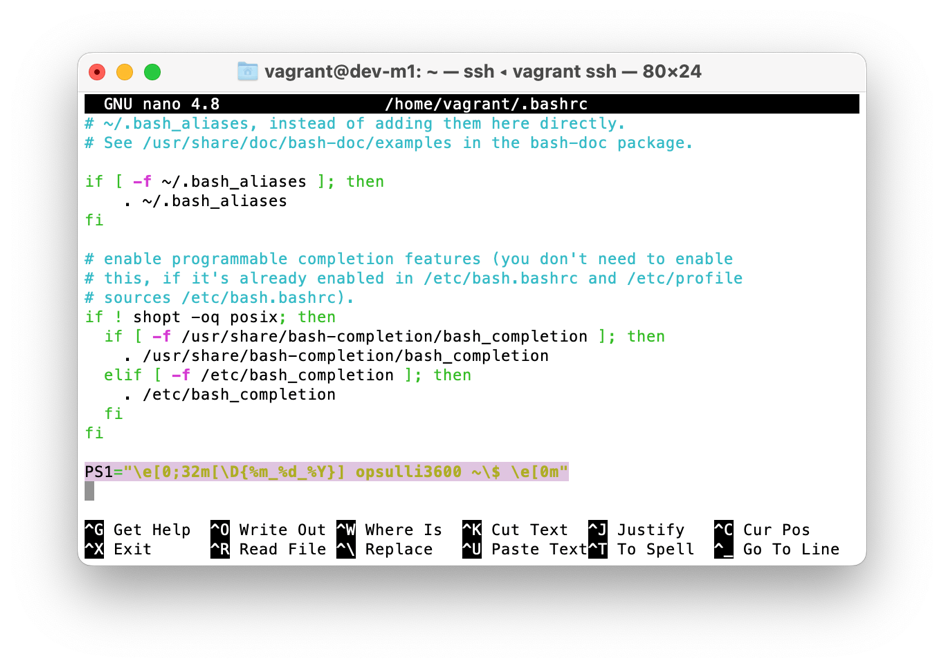 vagrant@dev-m1: ~ — ssh ◂ vagrant ssh — 80×24
GNU nano 4.8 /home/vagrant/.bashrc
# ~/.bash_aliases, instead of adding them here directly.
# See /usr/share/doc/bash-doc/examples in the bash-doc package.
if [ -f ~/.bash_aliases ]; then
    . ~/.bash_aliases
fi
# enable programmable completion features (you don't need to enable
# this, if it's already enabled in /etc/bash.bashrc and /etc/profile
# sources /etc/bash.bashrc).
if ! shopt -oq posix; then
  if [ -f /usr/share/bash-completion/bash_completion ]; then
    . /usr/share/bash-completion/bash_completion
  elif [ -f /etc/bash_completion ]; then
    . /etc/bash_completion
  fi
fi
PS1="\e[0;32m[\D{%m_%d_%Y}] opsulli3600 ~\$ \e[0m"
^G Get Help ^O Write Out ^W Where Is ^K Cut Text ^J Justify ^C Cur Pos
^X Exit ^R Read File ^\ Replace ^U Paste Text^T To Spell ^_ Go To Line